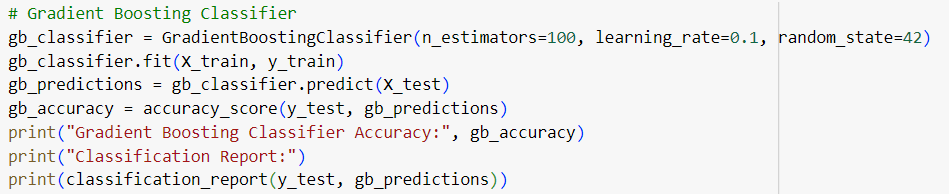 # Gradient Boosting Classifier
gb_classifier = GradientBoostingClassifier(n_estimators=100, learning_rate=0.1, random_state=42)
gb_classifier.fit(X_train, y_train)
gb_predictions = gb_classifier.predict(X_test)
gb_accuracy = accuracy_score(y_test, gb_predictions)
print("Gradient Boosting Classifier Accuracy:", gb_accuracy)
print("Classification Report:")
print(classification_report(y_test, gb_predictions))